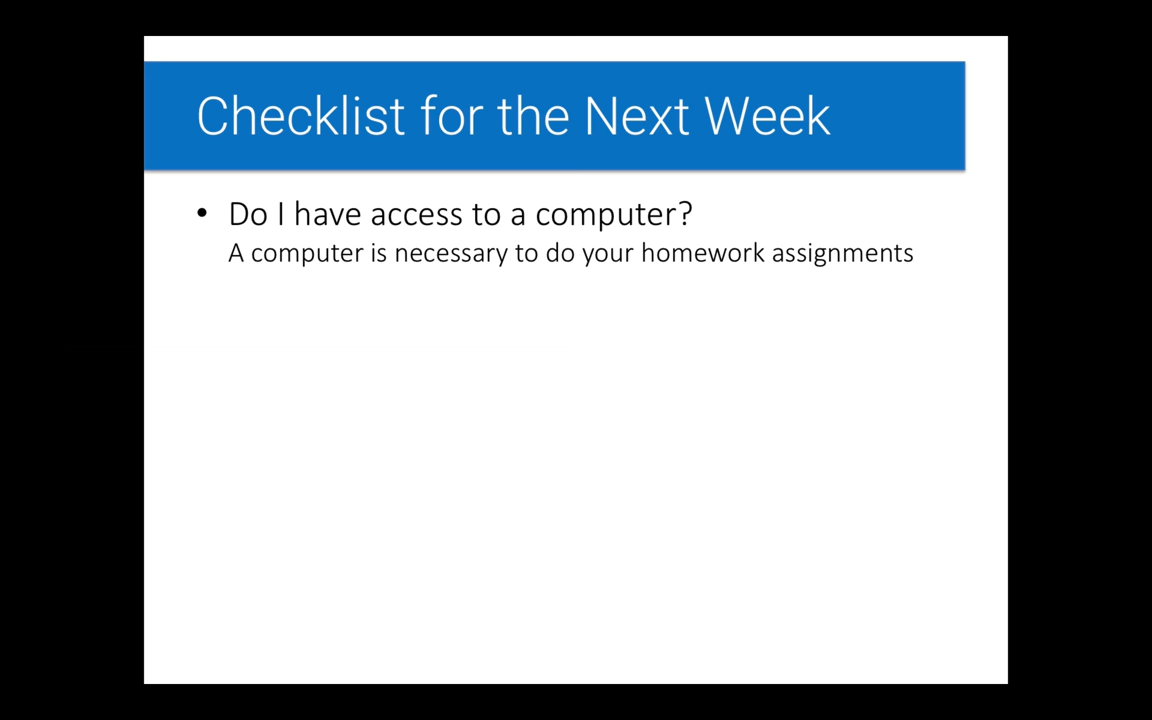 Checklist for the Next Week
• Do I have access to a computer?
A computer is necessary to do your homework assignments